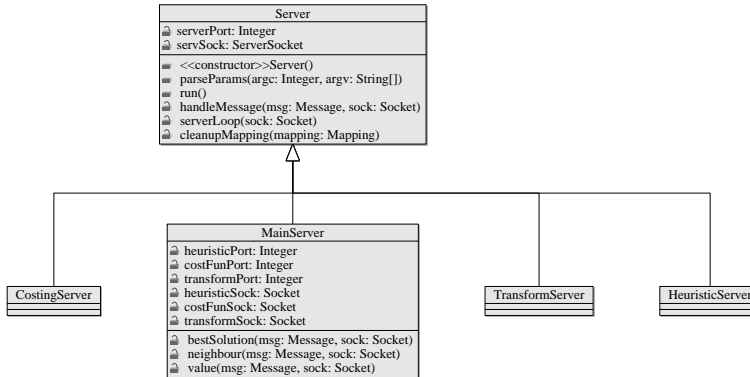 Server
serverPort: Integer
servSock: ServerSocket
<<constructor>>Server()
parseParams(argc: Integer, argv: String[])
run()
handleMessage(msg: Message, sock: Socket)
serverLoop(sock: Socket)
cleanupMapping(mapping: Mapping)
MainServer
heuristicPort: Integer
costFunPort: Integer
transformPort: Integer
heuristicSock: Socket
costFunSock: Socket
transformSock: Socket
bestSolution(msg: Message, sock: Socket)
neighbour(msg: Message, sock: Socket)
value(msg: Message, sock: Socket)
CostingServer
TransformServer
HeuristicServer